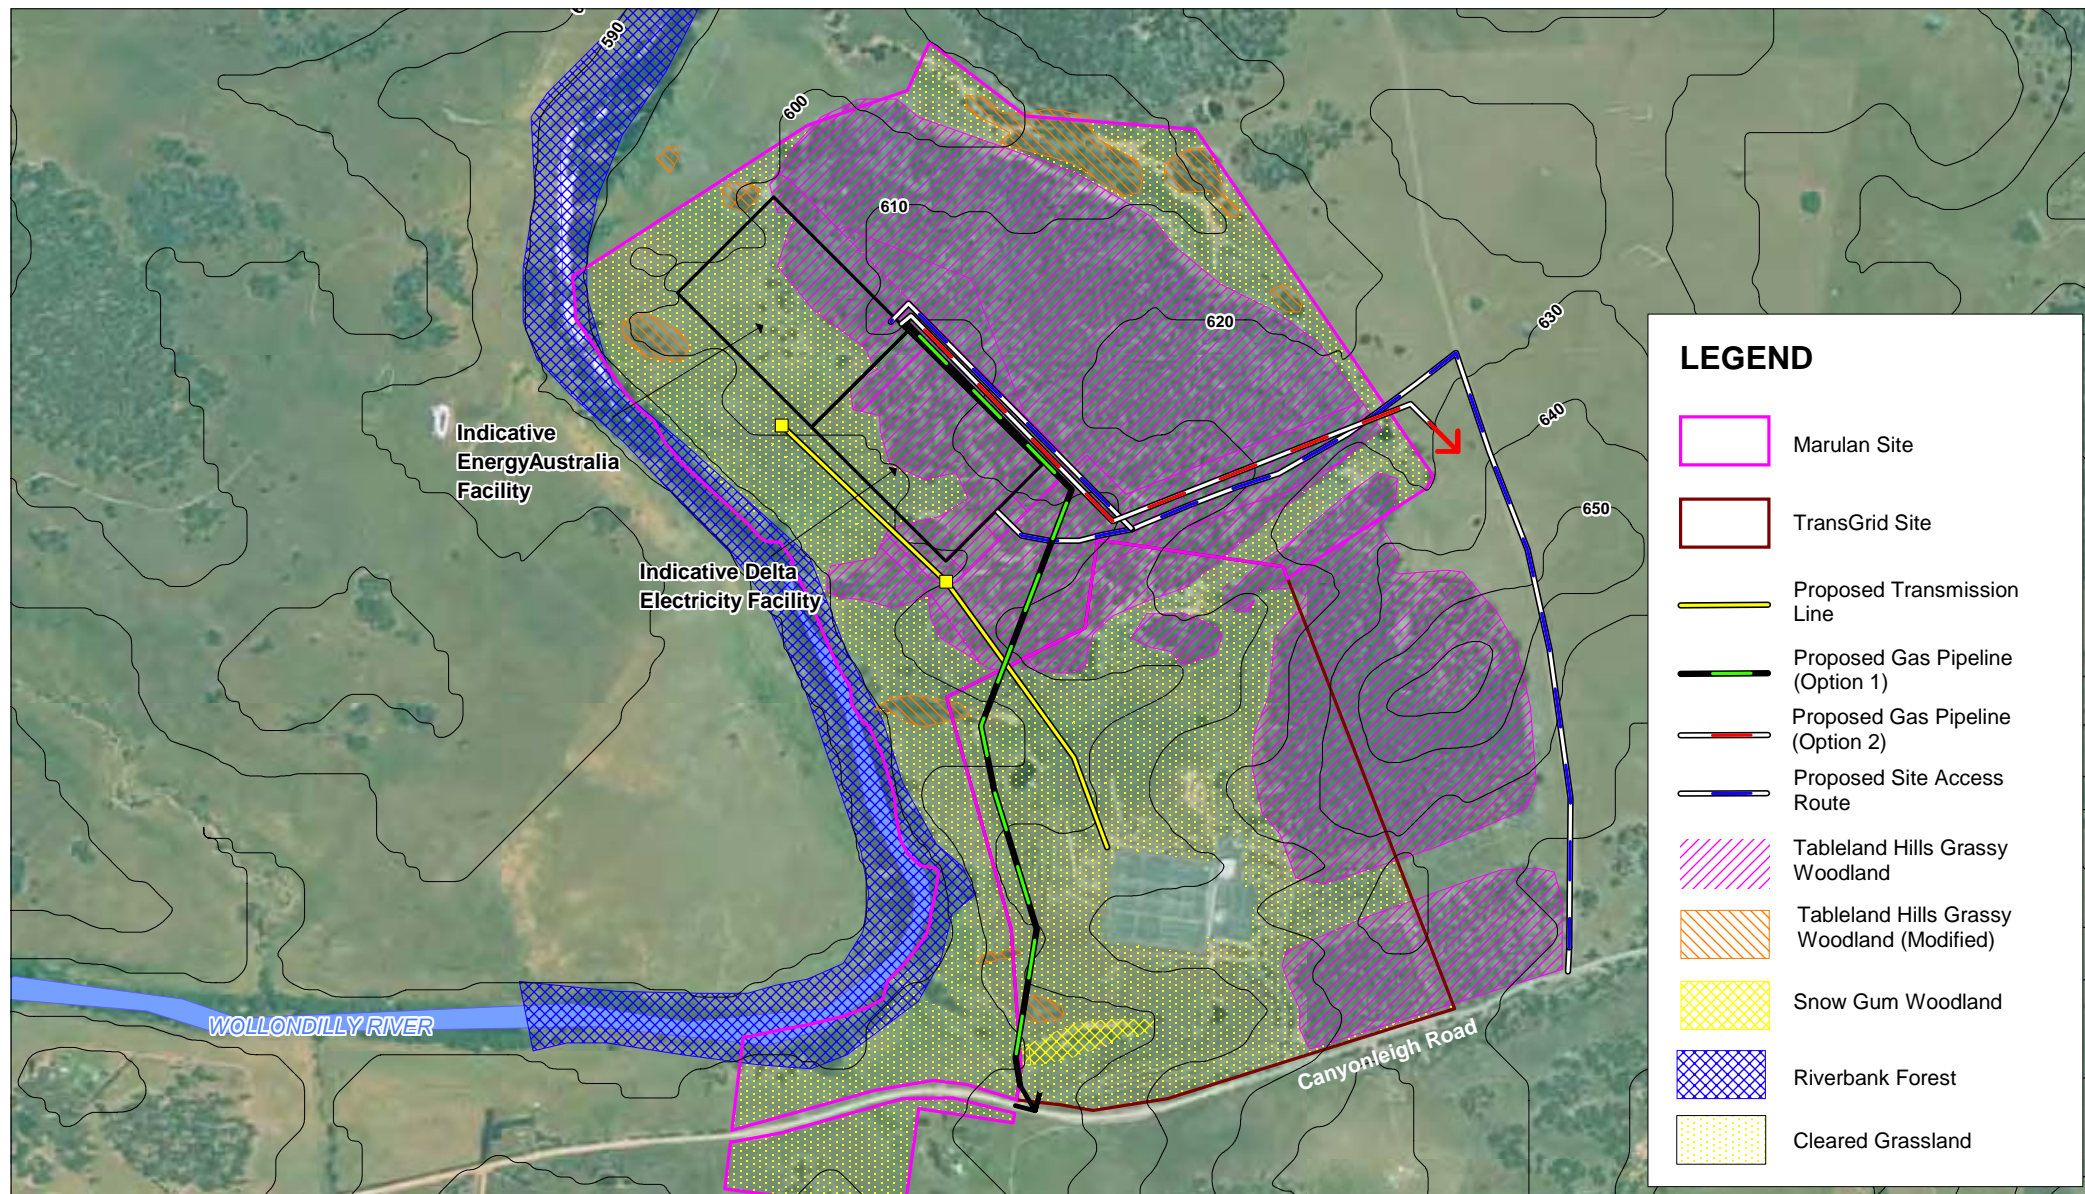 590
600
610
620
630
640
650
Indicative
EnergyAustralia
Facility
Indicative Delta
Electricity Facility
WOLLONDILLY RIVER
Canyonleigh Road
LEGEND
Marulan Site
TransGrid Site
Proposed Transmission
Line
Proposed Gas Pipeline
(Option 1)
Proposed Gas Pipeline
(Option 2)
Proposed Site Access
Route
Tableland Hills Grassy
Woodland
Tableland Hills Grassy
Woodland (Modified)
Snow Gum Woodland
Riverbank Forest
Cleared Grassland